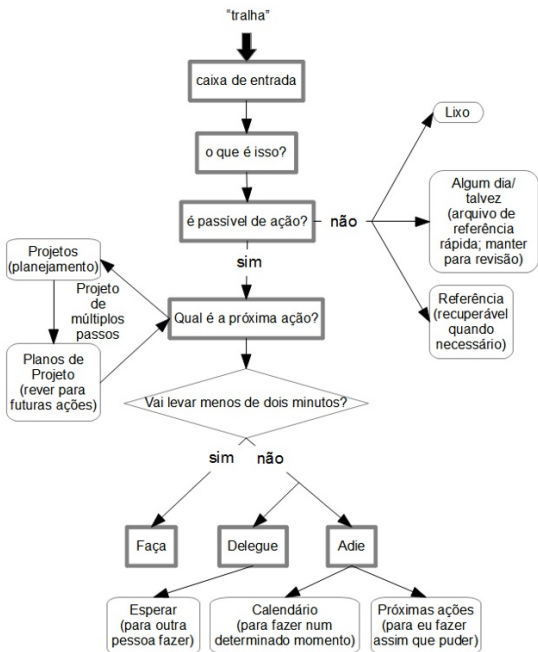 "tralha"
caixa de entrada
o que é isso?
é passível de ação?
não
sim
Lixo
Algum dia/
talvez
(arquivo de
referência
rápida; manter
para revisão)
Referência
(recuperável
quando
necessário)
Projetos
(planejamento)
Projeto
de
múltiplos
passos
Planos de
Projeto
(rever para
futuras ações)
Qual é a próxima ação?
Vai levar menos de dois minutos?
sim
não
Faça
Delegue
Adie
Esperar
(para outra
pessoa fazer)
Calendário
(para fazer num
determinado momento)
Próximas ações
(para eu fazer
assim que puder)